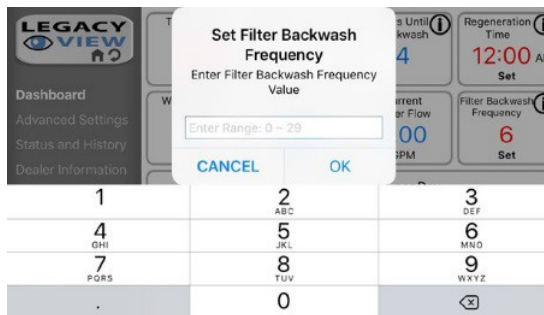 LEGACY
VIEW
Dashboard
Advanced Settings
Status and History
Dealer Information
Set Filter Backwash
Frequency
Enter Filter Backwash Frequency
Value
Enter Range: 0 ~ 29
CANCEL OK
s Until
kwash
4
Regeneration
Time
12:00 A
Set
urrent
er Flow
00
GPM
Filter Backwash
Frequency
6
Set
1
2
ABC
3
DEF
4
GHI
5
JKL
6
MNO
7
PQRS
8
TUV
9
WXYZ
.
0